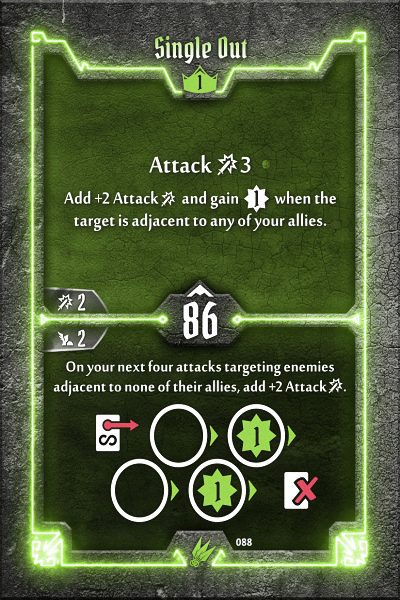 Single Out
1
Attack 3
Add +2 Attack and gain 1 when the
target is adjacent to any of your allies.
2
86
2
On your next four attacks targeting enemies
adjacent to none of their allies, add +2 Attack.
S
1
1
X
088